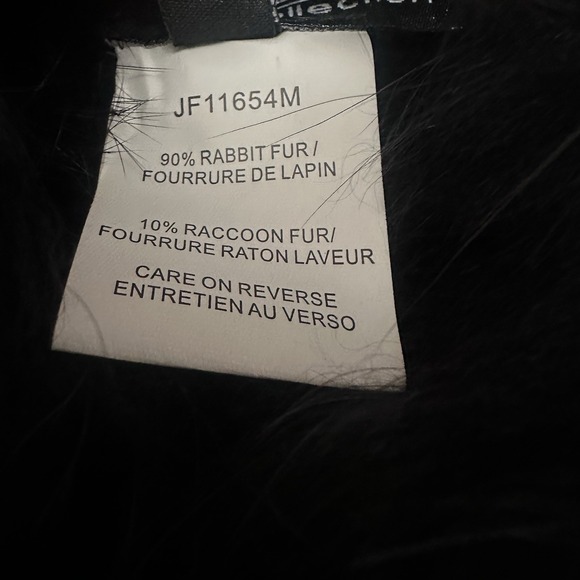 JF11654M
90% RABBIT FUR /
FOURRURE DE LAPIN
10% RACCOON FUR/
FOURRURE RATON LAVEUR
CARE ON REVERSE
ENTRETIEN AU VERSO